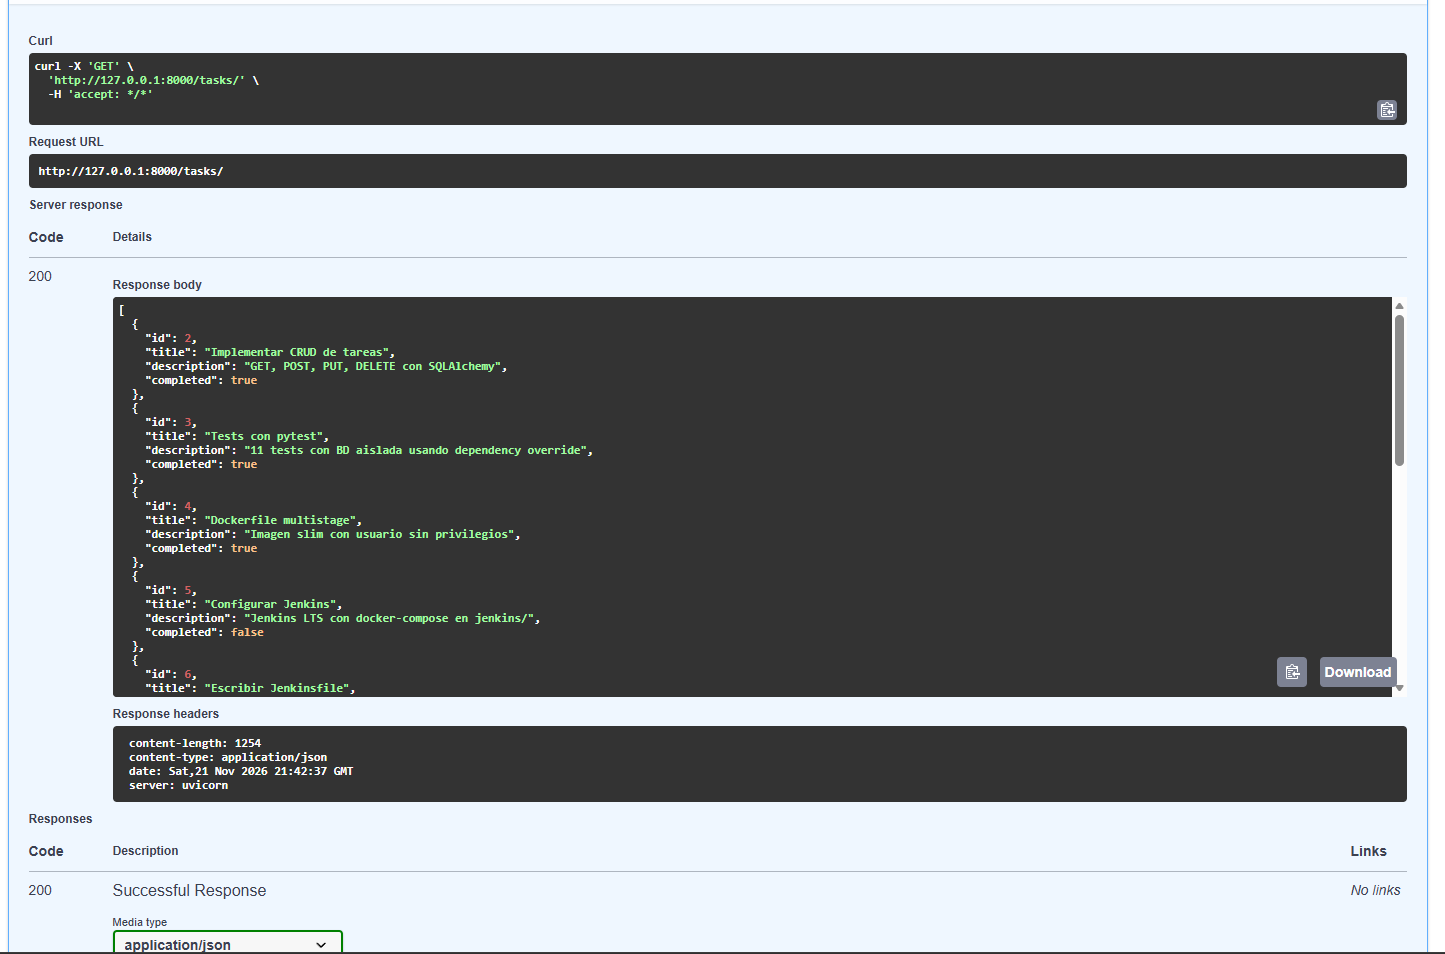 Curl
curl -X 'GET' \
  'http://127.0.0.1:8000/tasks/' \
  -H 'accept: */*'
Request URL
http://127.0.0.1:8000/tasks/
Server response
Code Details
200
Response body
[
  {
    "id": 2,
    "title": "Implementar CRUD de tareas",
    "description": "GET, POST, PUT, DELETE con SQLAlchemy",
    "completed": true
  },
  {
    "id": 3,
    "title": "Tests con pytest",
    "description": "11 tests con BD aislada usando dependency override",
    "completed": true
  },
  {
    "id": 4,
    "title": "Dockerfile multistage",
    "description": "Imagen slim con usuario sin privilegios",
    "completed": true
  },
  {
    "id": 5,
    "title": "Configurar Jenkins",
    "description": "Jenkins LTS con docker-compose en jenkins/",
    "completed": false
  },
  {
    "id": 6,
    "title": "Escribir Jenkinsfile",
Download
Response headers
content-length: 1254
content-type: application/json
date: Sat,21 Nov 2026 21:42:37 GMT
server: uvicorn
Responses
Code Description Links
200 Successful Response No links
Media type
application/json